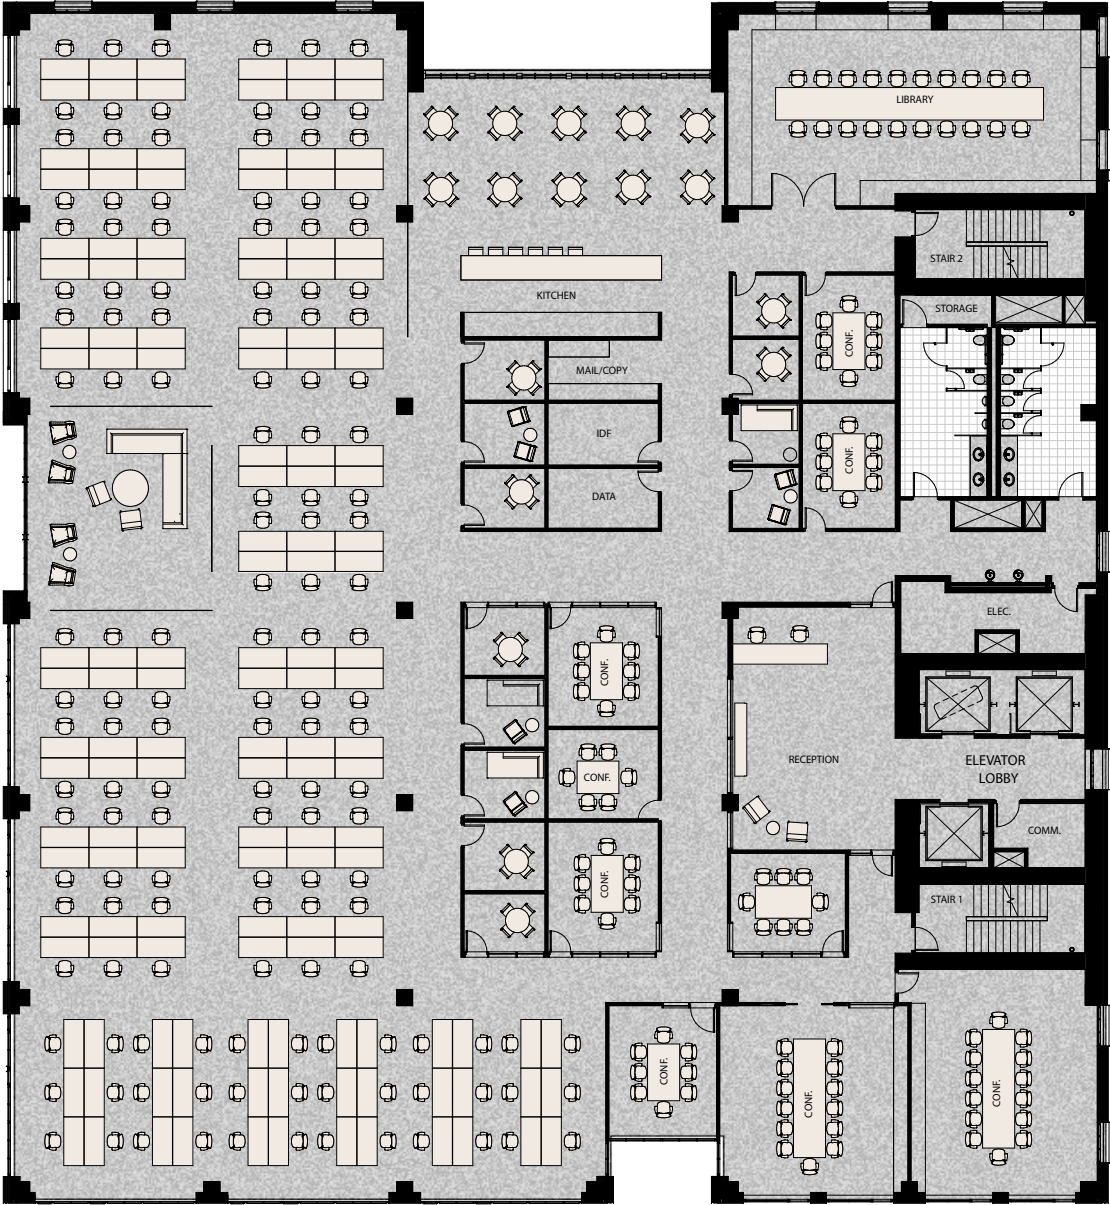 LIBRARY
STAIR 2
KITCHEN
STORAGE
CONF.
MAIL/COPY
IDF
CONF.
DATA
ELEC.
CONF.
RECEPTION
ELEVATOR
LOBBY
CONF.
COMM.
CONF.
STAIR 1
CONF.
CONF.
CONF.